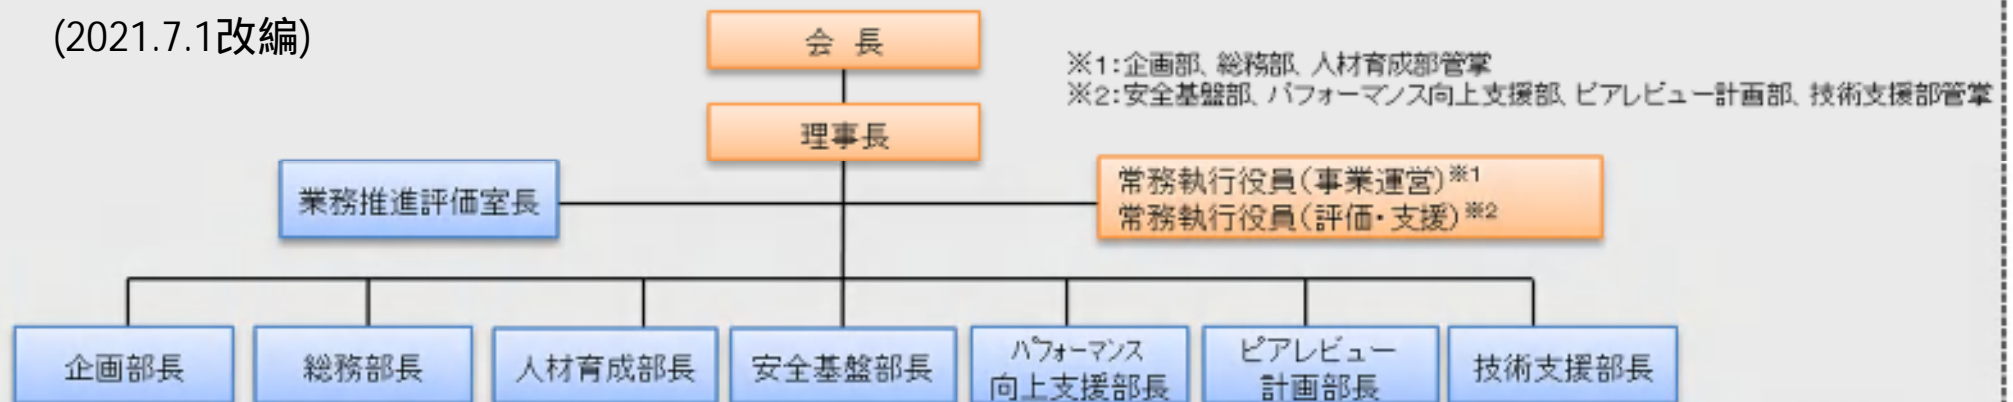 (2021.7.1改編)
会 長
※1:企画部、総務部、人材育成部管掌
※2:安全基盤部、パフォーマンス向上支援部、ピアレビュー計画部、技術支援部管掌
理事長
業務推進評価室長
常務執行役員(事業運営)※1
常務執行役員(評価・支援)※2
企画部長
総務部長
人材育成部長
安全基盤部長
パフォーマンス
向上支援部長
ピアレビュー
計画部長
技術支援部長